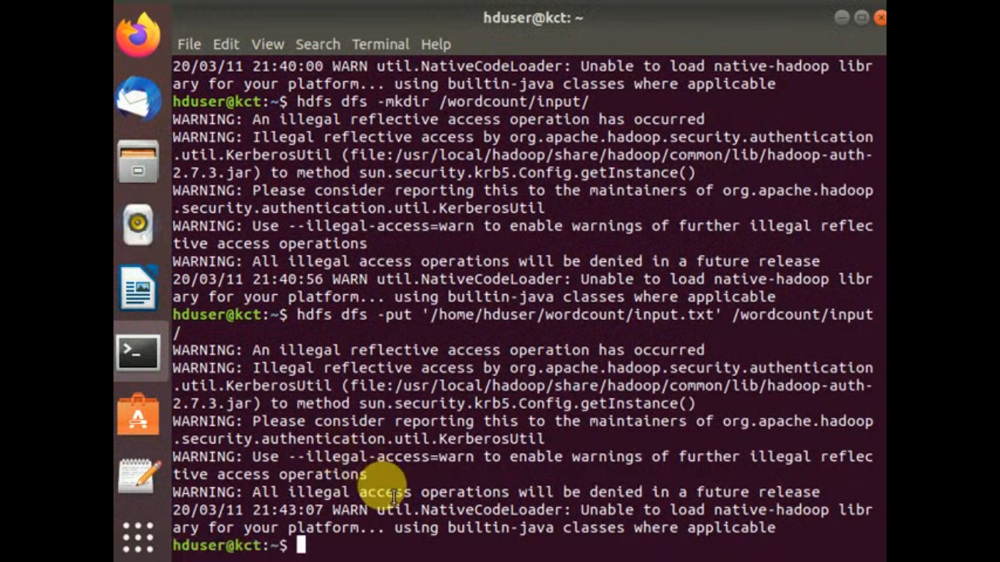 hduser@kct: ~
File Edit View Search Terminal Help
20/03/11 21:40:00 WARN util.NativeCodeLoader: Unable to load native-hadoop libr
ary for your platform... using builtin-java classes where applicable
hduser@kct:~$ hdfs dfs -mkdir /wordcount/input/
WARNING: An illegal reflective access operation has occurred
WARNING: Illegal reflective access by org.apache.hadoop.security.authentication
.util.KerberosUtil (file:/usr/local/hadoop/share/hadoop/common/lib/hadoop-auth-
2.7.3.jar) to method sun.security.krb5.Config.getInstance()
WARNING: Please consider reporting this to the maintainers of org.apache.hadoop
.security.authentication.util.KerberosUtil
WARNING: Use --illegal-access=warn to enable warnings of further illegal reflec
tive access operations
WARNING: All illegal access operations will be denied in a future release
20/03/11 21:40:56 WARN util.NativeCodeLoader: Unable to load native-hadoop libr
ary for your platform... using builtin-java classes where applicable
hduser@kct:~$ hdfs dfs -put '/home/hduser/wordcount/input.txt' /wordcount/input
/
WARNING: An illegal reflective access operation has occurred
WARNING: Illegal reflective access by org.apache.hadoop.security.authentication
.util.KerberosUtil (file:/usr/local/hadoop/share/hadoop/common/lib/hadoop-auth-
2.7.3.jar) to method sun.security.krb5.Config.getInstance()
WARNING: Please consider reporting this to the maintainers of org.apache.hadoop
.security.authentication.util.KerberosUtil
WARNING: Use --illegal-access=warn to enable warnings of further illegal reflec
tive access operations
WARNING: All illegal access operations will be denied in a future release
20/03/11 21:43:07 WARN util.NativeCodeLoader: Unable to load native-hadoop libr
ary for your platform... using builtin-java classes where applicable
hduser@kct:~$